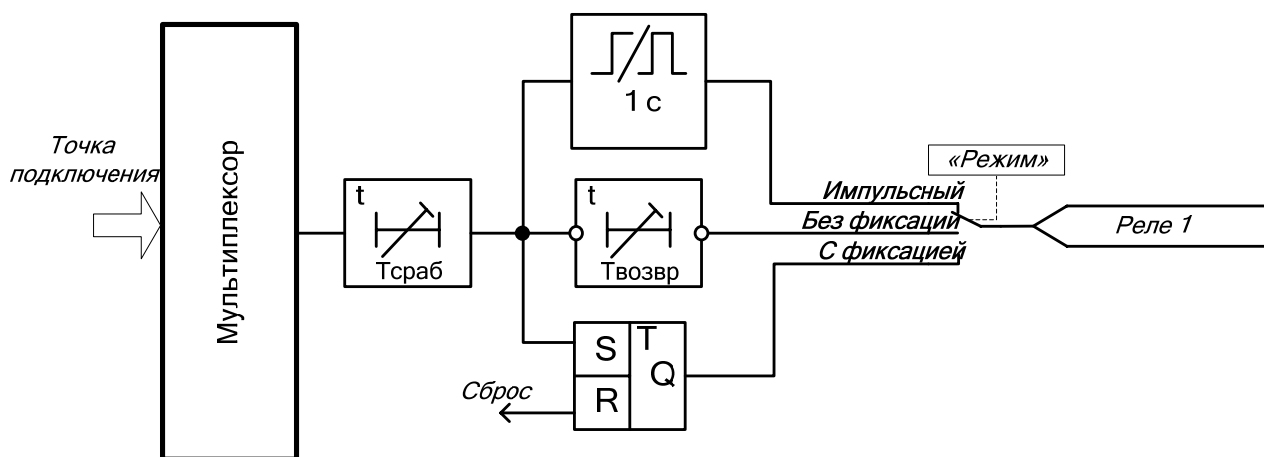 Точка
подключения
Мультиплексор
t
Тсраб
1 с
t
Твозвр
S
T
Q
R
Сброс
«Режим»
Импульсный
Без фиксаций
С фиксацией
Реле 1